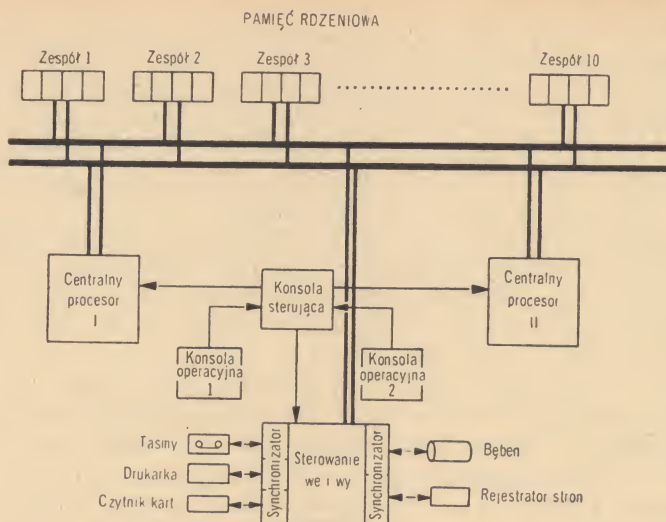 PAMIĘĆ RDZENIOWA
Zespół 1
Zespół 2
Zespół 3
Zespół 10
Centralny
procesor
I
Konsola
sterująca
Centralny
procesor
II
Konsola
operacyjna
1
Konsola
operacyjna
2
Taśmy
Drukarka
Czytnik kart
Synchronizator
Sterowanie
we i wy
Synchronizator
Bęben
Rejestrator stron